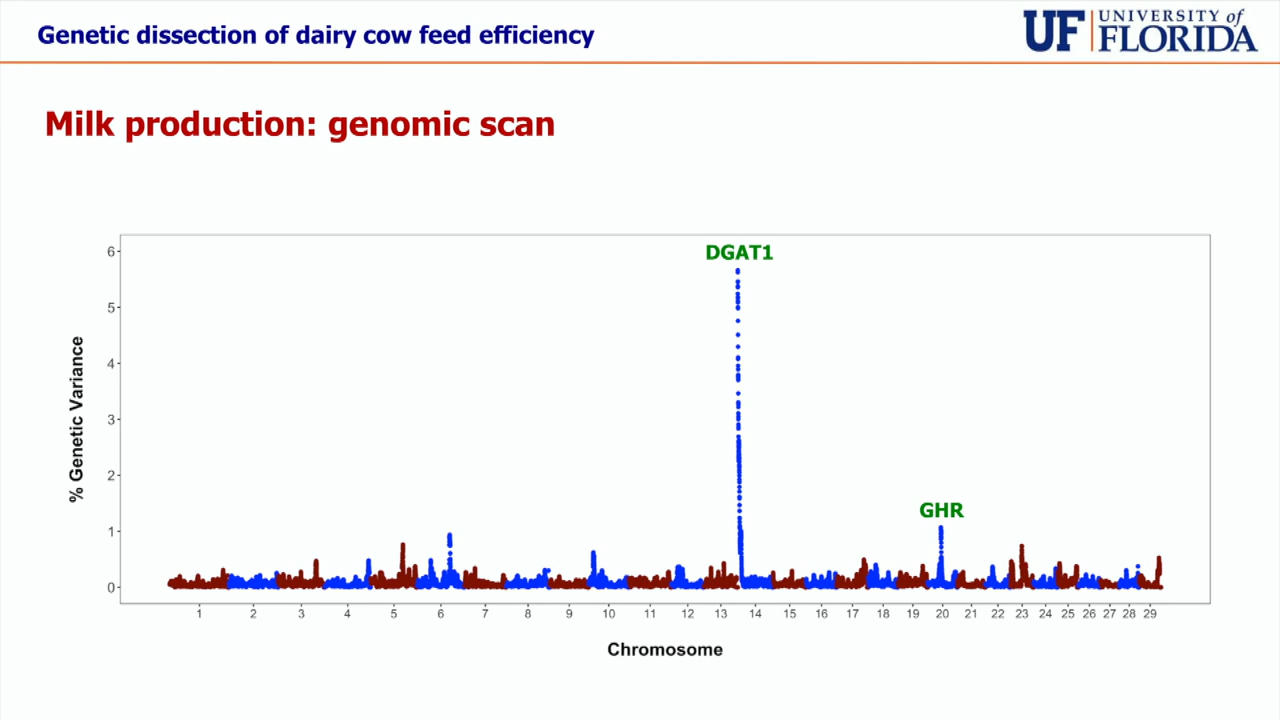 Genetic dissection of dairy cow feed efficiency
UF UNIVERSITY of
FLORIDA
Milk production: genomic scan
DGAT1
GHR
% Genetic Variance
6
5
4
3
2
1
0
1 2 3 4 5 6 7 8 9 10 11 12 13 14 15 16 17 18 19 20 21 22 23 24 25 26 27 28 29
Chromosome